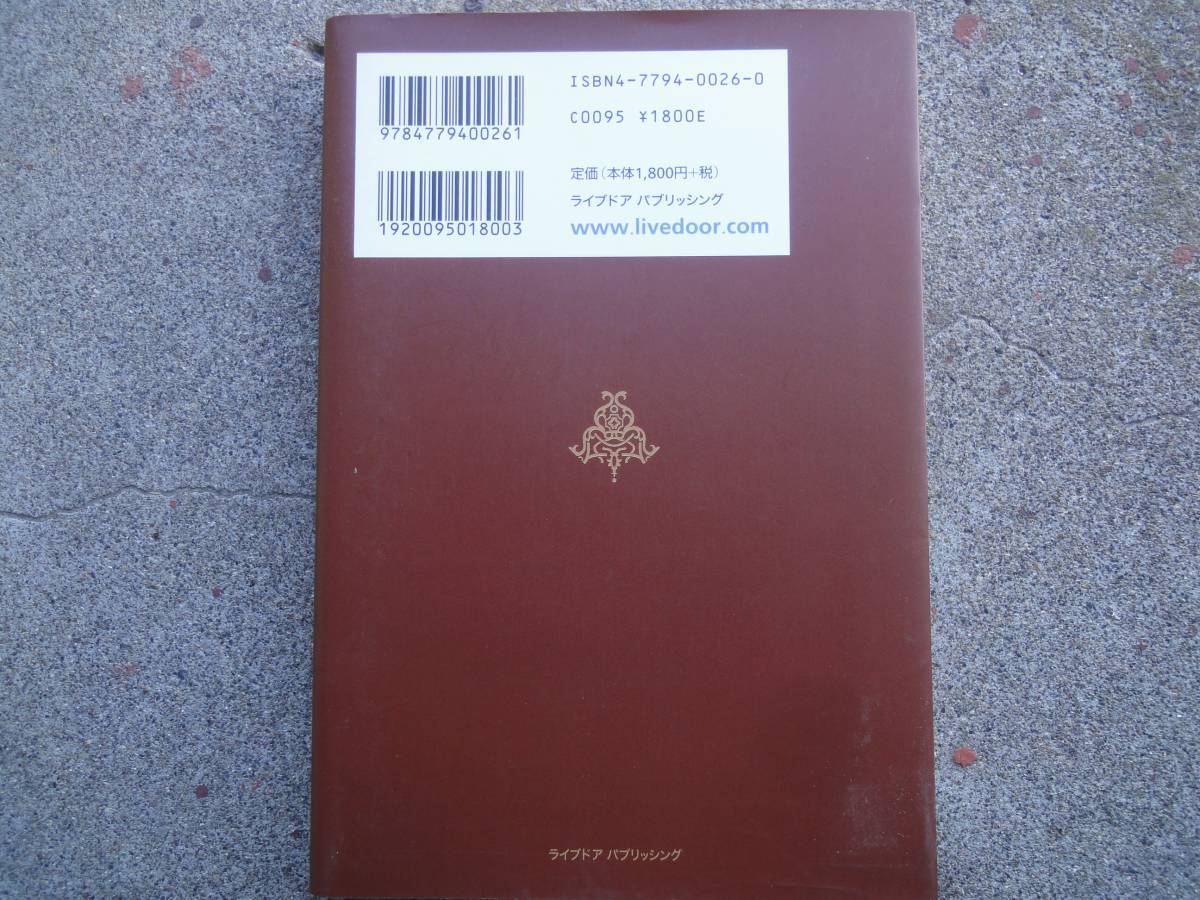 ISBN4-7794-0026-0
9784779400261
C0095 ¥1800E
定価(本体1,800円+税)
ライブドア パブリッシング
1920095018003
www.livedoor.com
ライブドア パブリッシング